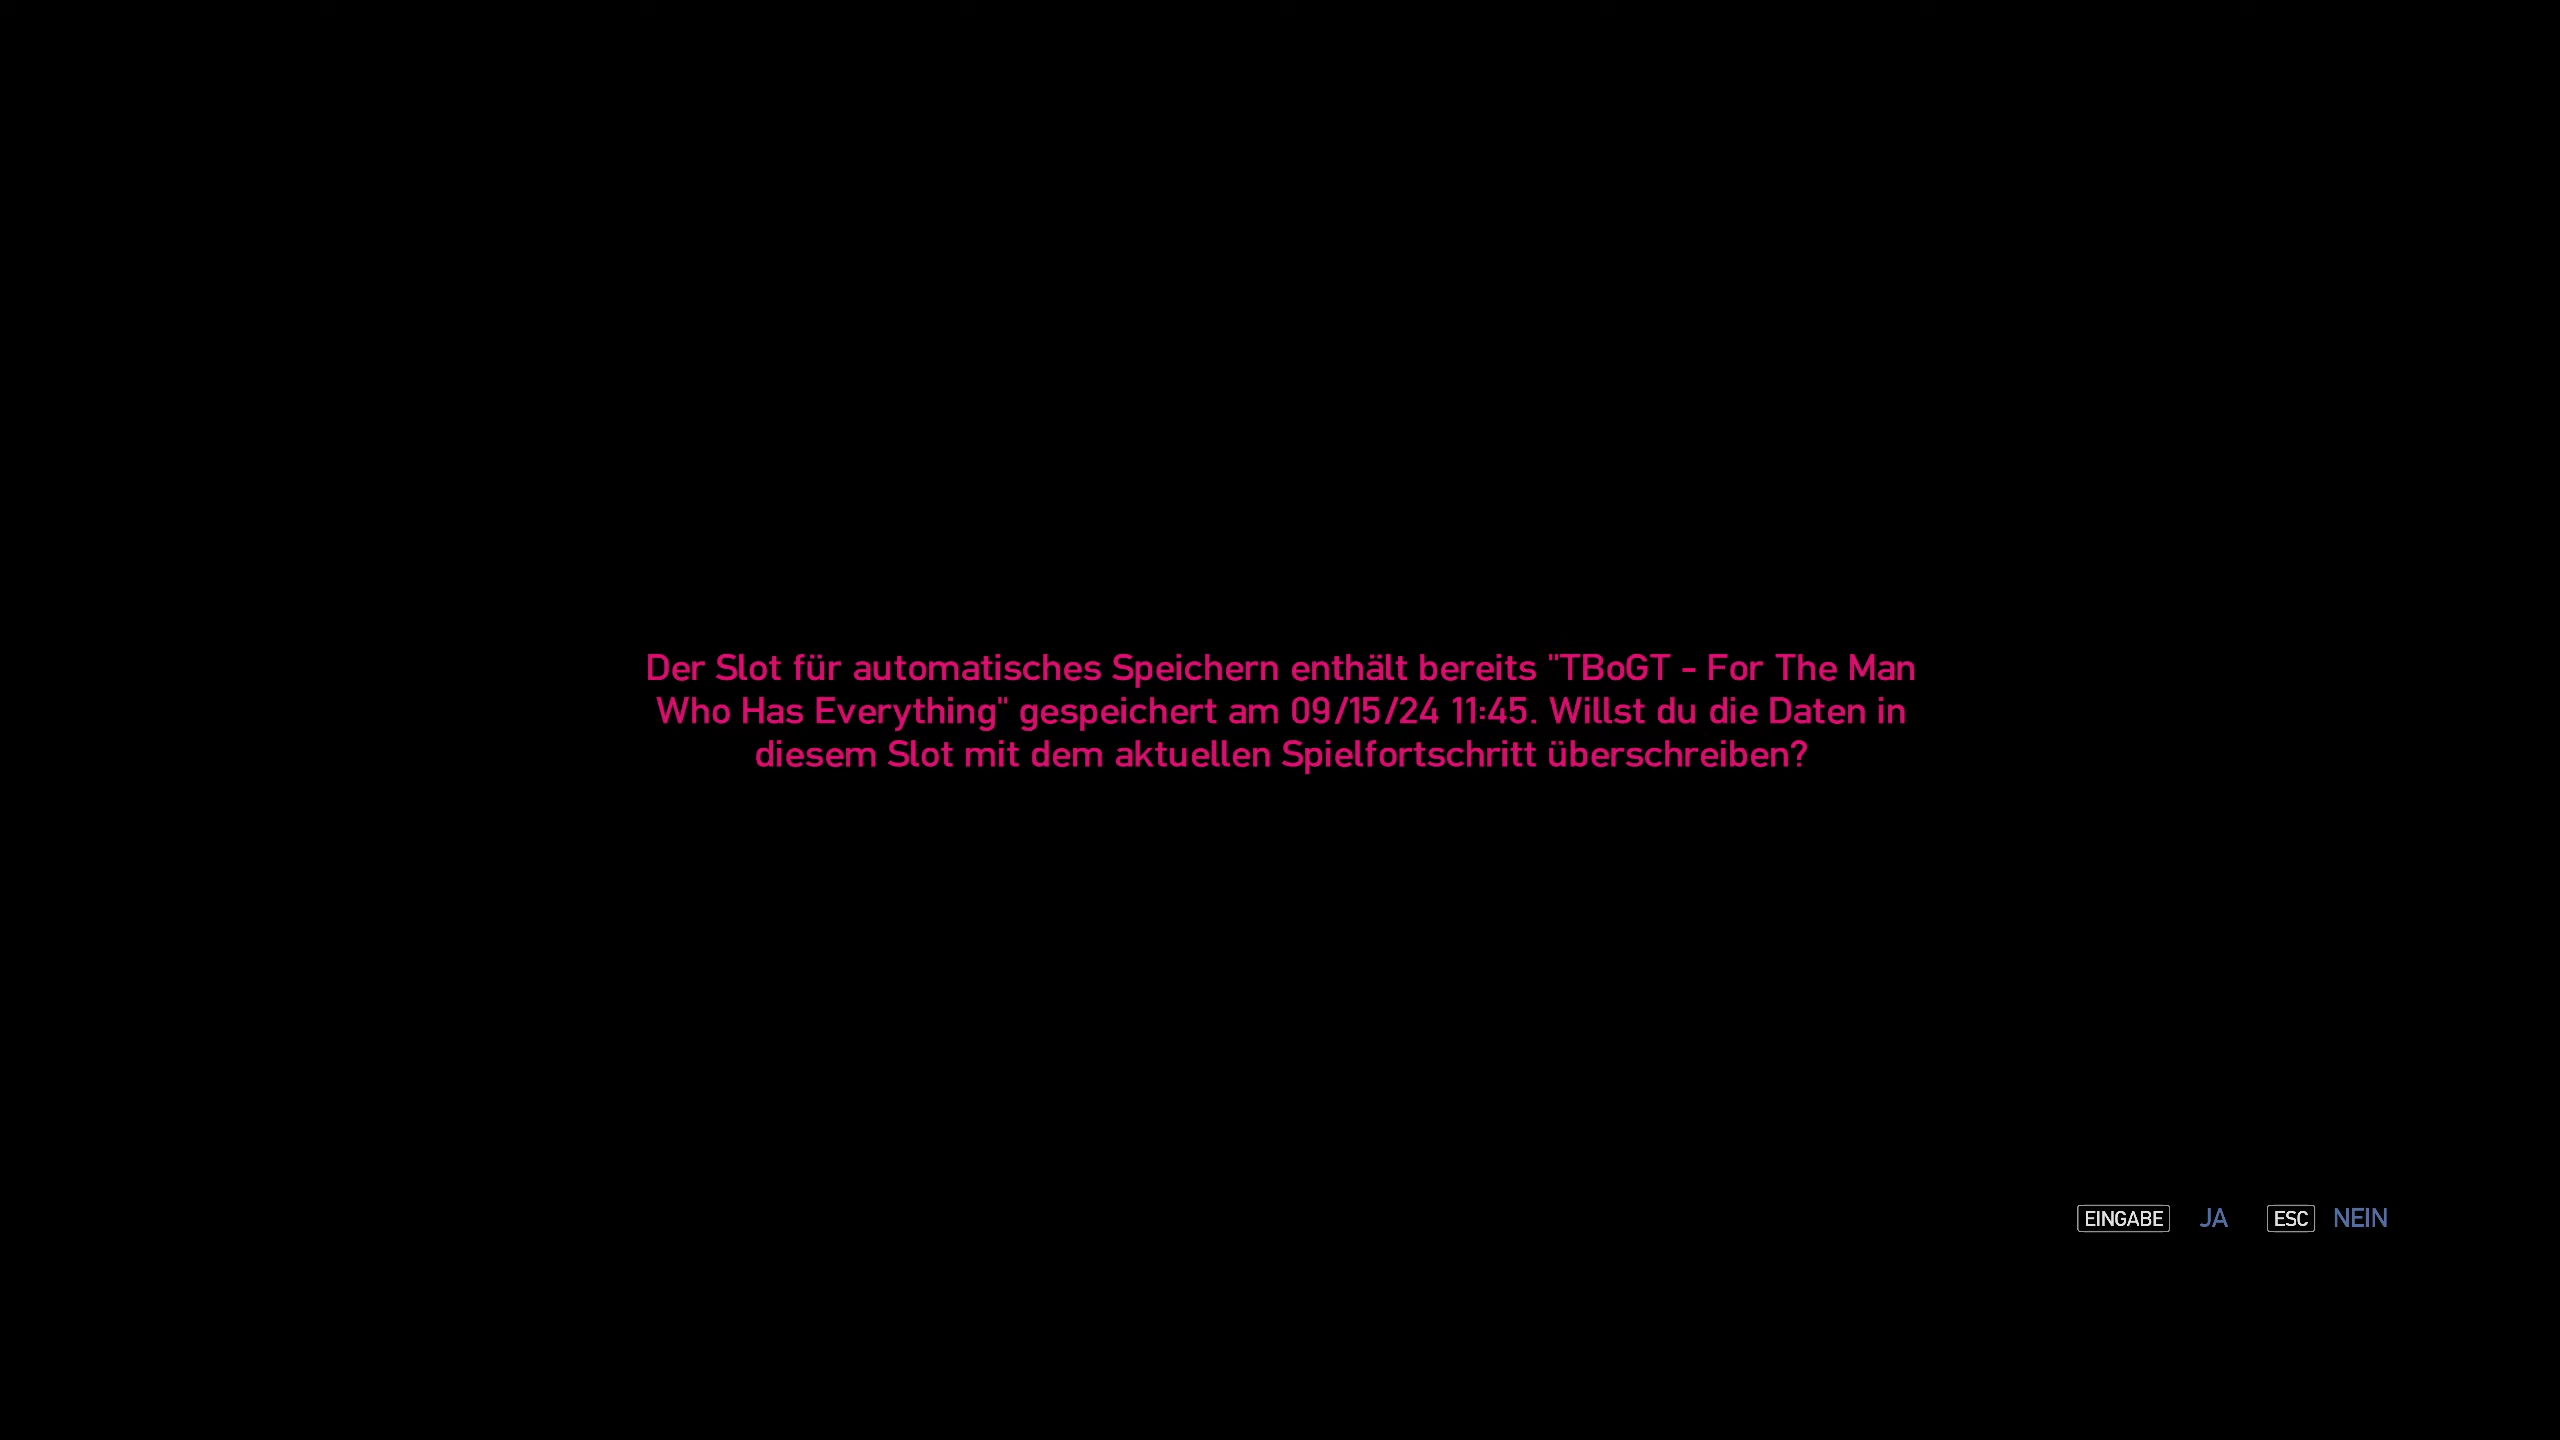 Der Slot für automatisches Speichern enthält bereits "TBoGT - For The Man
Who Has Everything" gespeichert am 09/15/24 11:45. Willst du die Daten in
diesem Slot mit dem aktuellen Spielfortschritt überschreiben?
EINGABE JA ESC NEIN